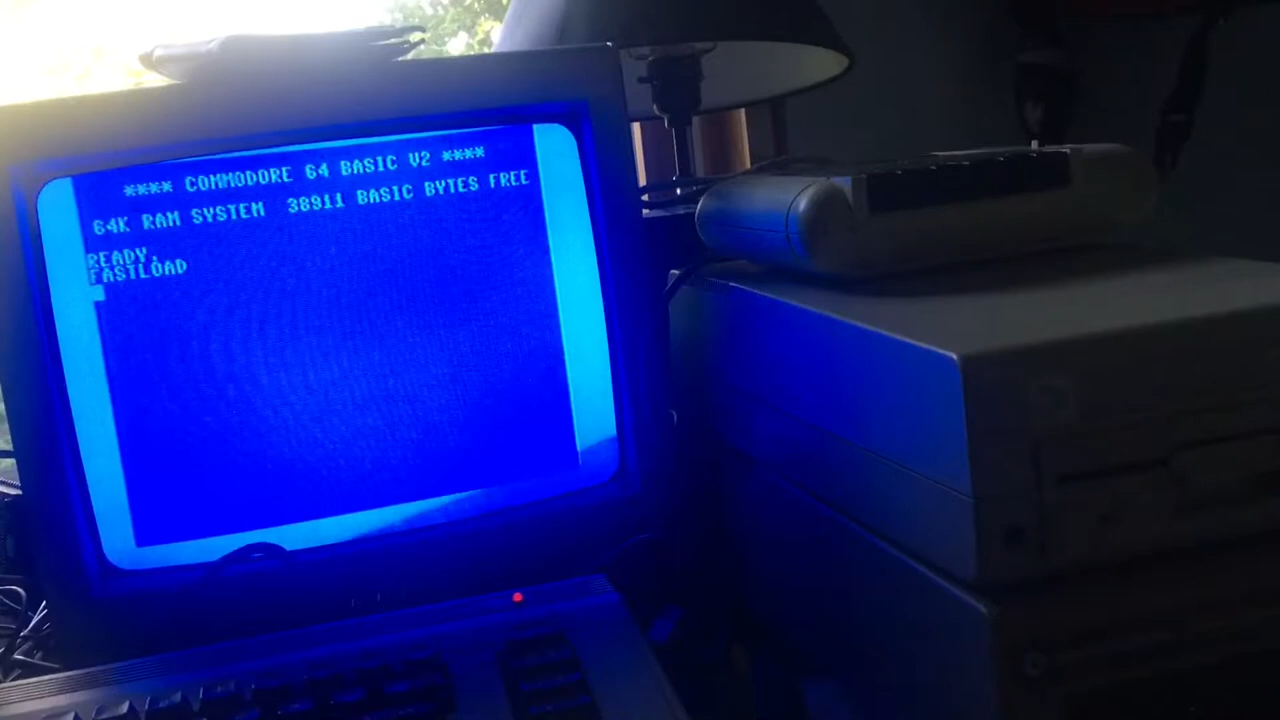 **** COMMODORE 64 BASIC V2 ****
64K RAM SYSTEM 38911 BASIC BYTES FREE
READY.
FASTLOAD